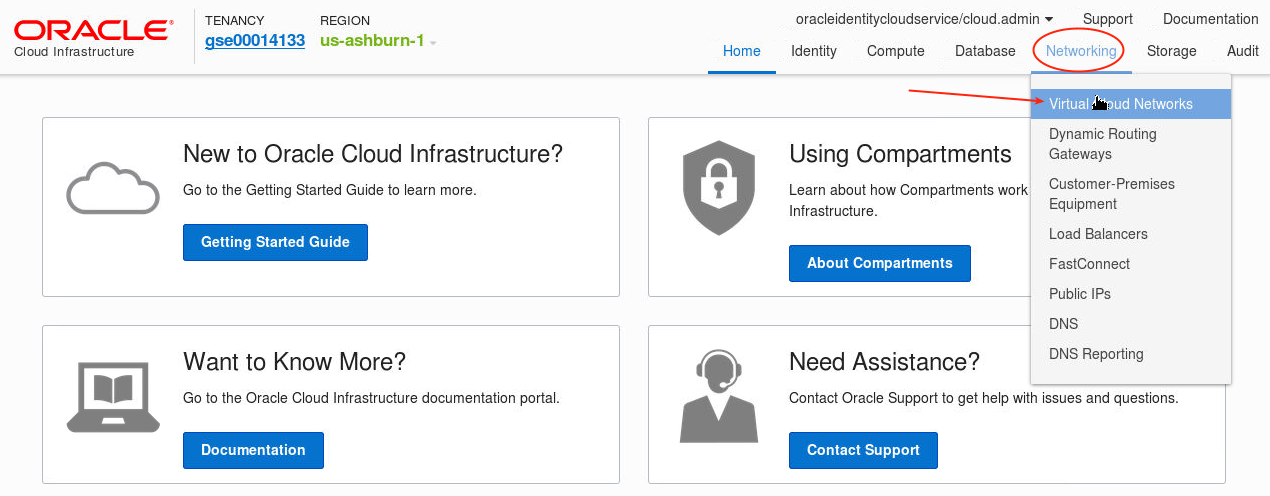 ORACLE®
Cloud Infrastructure
TENANCY
gse00014133
REGION
us-ashburn-1
oracleidentitycloudservice/cloud.admin
Support
Documentation
Home
Identity
Compute
Database
Networking
Storage
Audit
Virtual Cloud Networks
Dynamic Routing
Gateways
Customer-Premises
Equipment
Load Balancers
FastConnect
Public IPs
DNS
DNS Reporting
New to Oracle Cloud Infrastructure?
Go to the Getting Started Guide to learn more.
Getting Started Guide
Using Compartments
Learn about how Compartments work
Infrastructure.
About Compartments
Want to Know More?
Go to the Oracle Cloud Infrastructure documentation portal.
Documentation
Need Assistance?
Contact Oracle Support to get help with issues and questions.
Contact Support